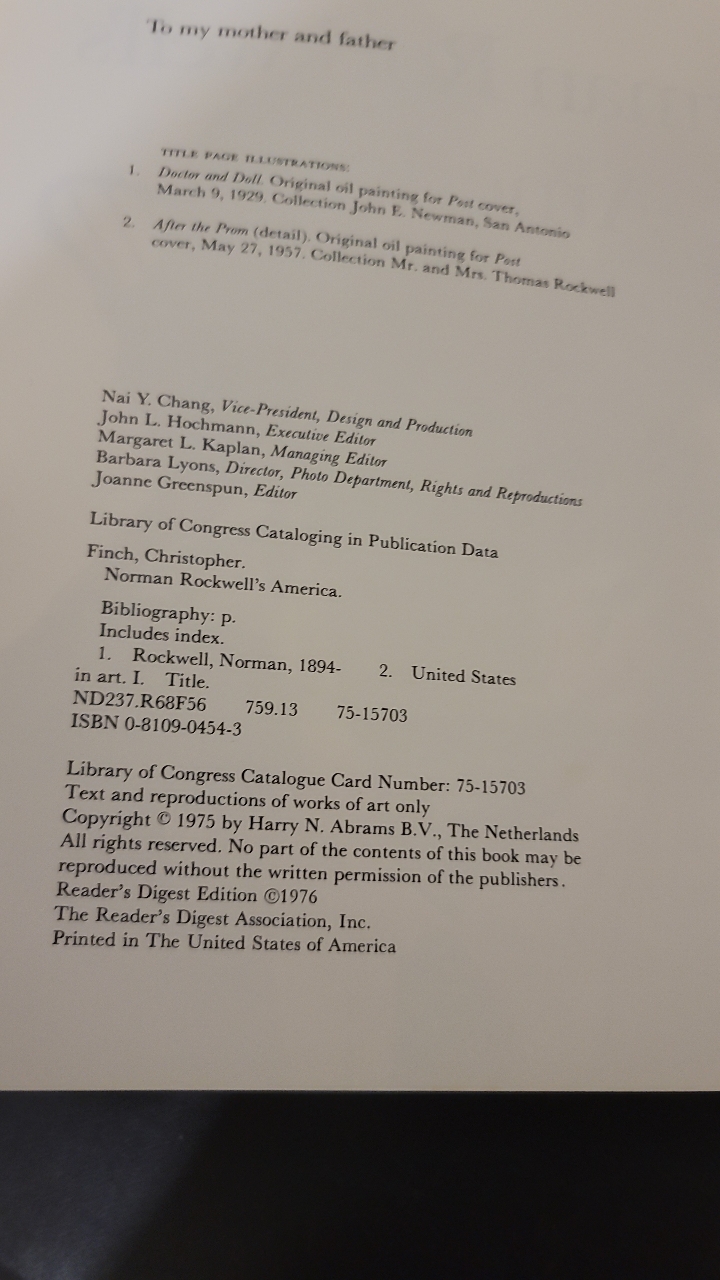 To my mother and father
TITLE PAGE ILLUSTRATIONS:
1. Doctor and Doll. Original oil painting for Post cover,
March 9, 1929. Collection John E. Newman, San Antonio
2. After the Prom (detail). Original oil painting for Post
cover, May 27, 1957. Collection Mr. and Mrs. Thomas Rockwell
Nai Y. Chang, Vice-President, Design and Production
John L. Hochmann, Executive Editor
Margaret L. Kaplan, Managing Editor
Barbara Lyons, Director, Photo Department, Rights and Reproductions
Joanne Greenspun, Editor
Library of Congress Cataloging in Publication Data
Finch, Christopher.
Norman Rockwell's America.
Bibliography: p.
Includes index.
1. Rockwell, Norman, 1894- 2. United States
in art. I. Title.
ND237.R68F56 759.13 75-15703
ISBN 0-8109-0454-3
Library of Congress Catalogue Card Number: 75-15703
Text and reproductions of works of art only
Copyright © 1975 by Harry N. Abrams B.V., The Netherlands
All rights reserved. No part of the contents of this book may be
reproduced without the written permission of the publishers.
Reader's Digest Edition ©1976
The Reader's Digest Association, Inc.
Printed in The United States of America